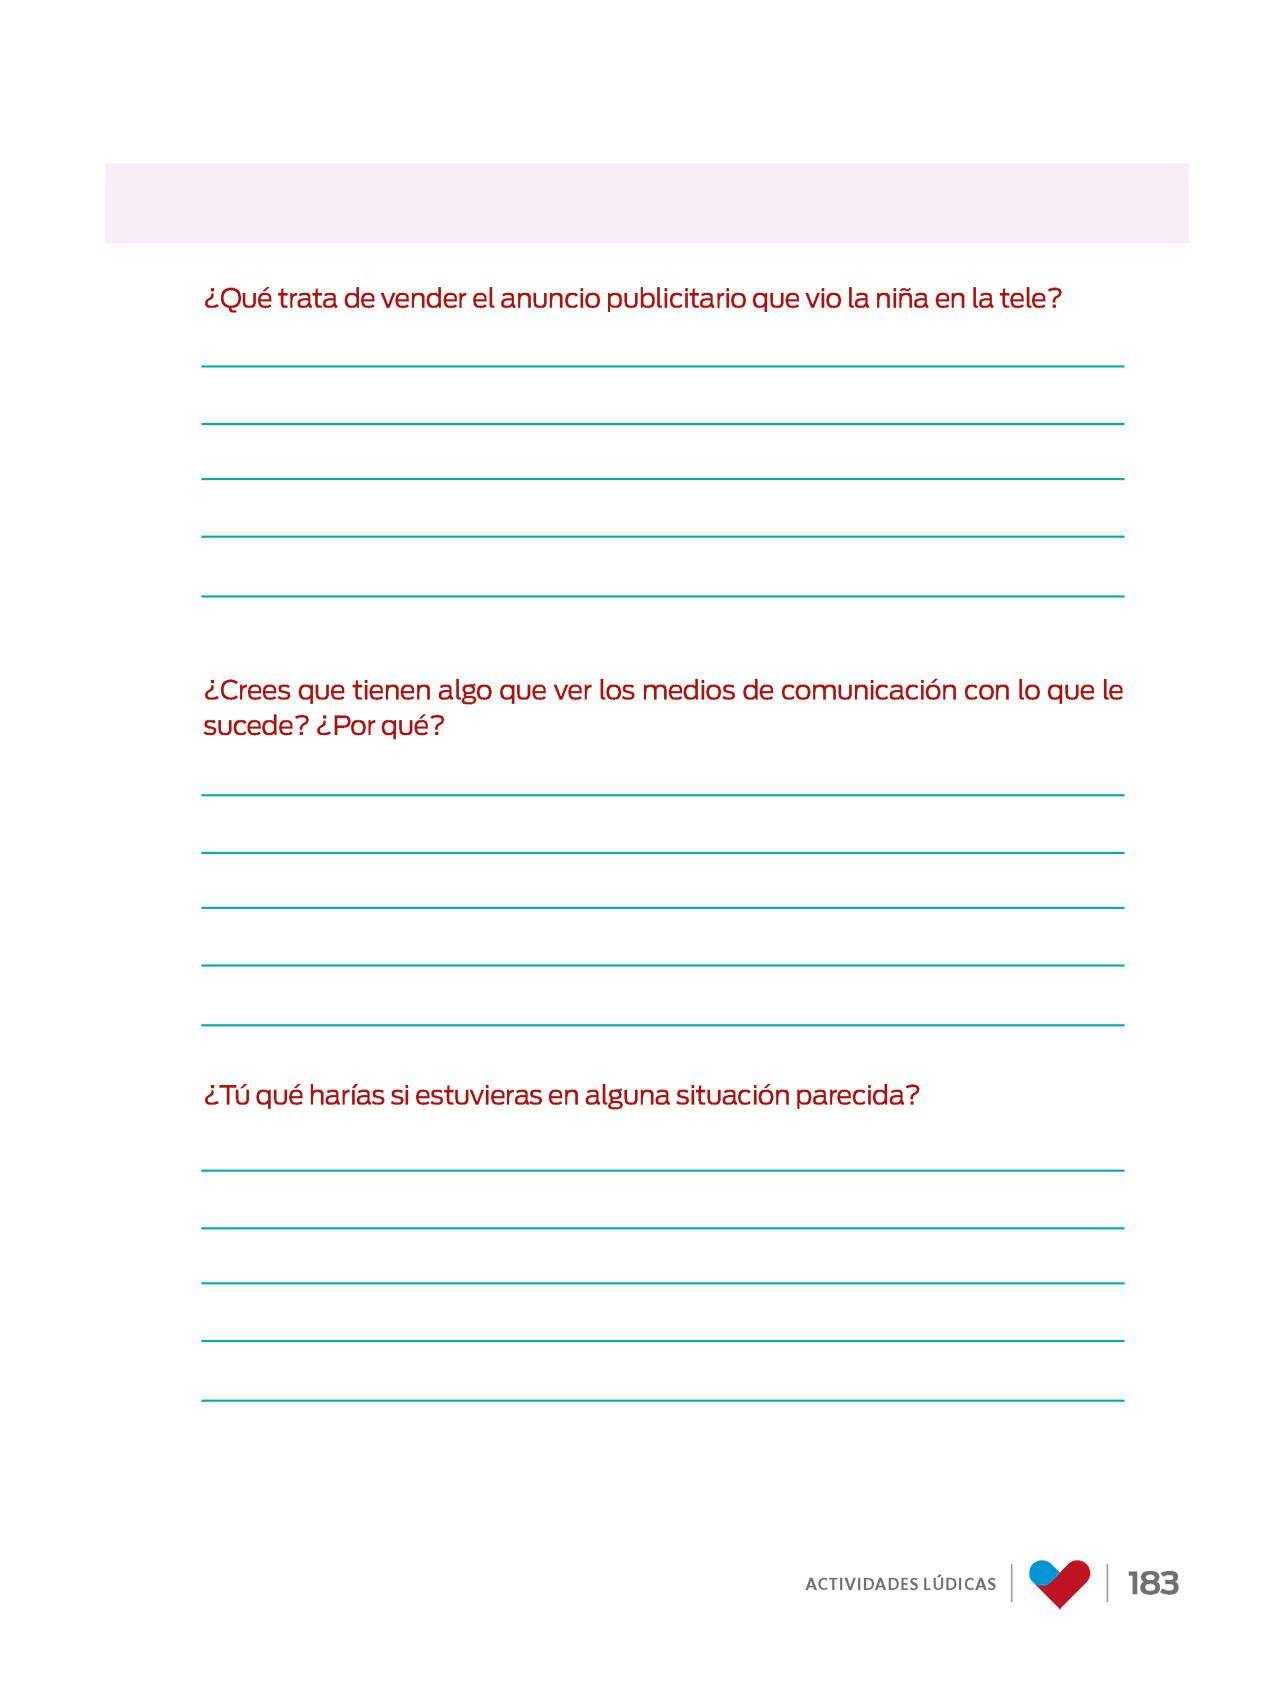 ¿Qué trata de vender el anuncio publicitario que vio la niña en la tele?
¿Crees que tienen algo que ver los medios de comunicación con lo que le
sucede? ¿Por qué?
¿Tú qué harías si estuvieras en alguna situación parecida?
ACTIVIDADES LÚDICAS 183